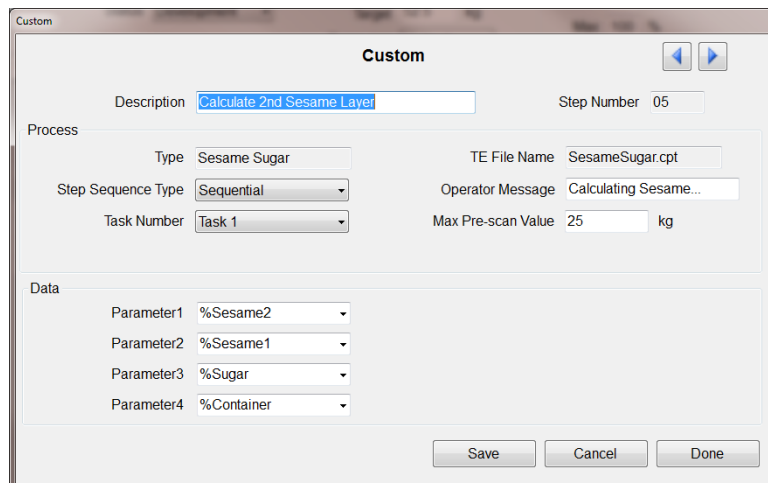 Custom
Custom
Description Calculate 2nd Sesame Layer Step Number 05
Process
Type Sesame Sugar TE File Name SesameSugar.cpt
Step Sequence Type Sequential Operator Message Calculating Sesame...
Task Number Task 1 Max Pre-scan Value 25 kg
Data
Parameter1 %Sesame2
Parameter2 %Sesame1
Parameter3 %Sugar
Parameter4 %Container
Save Cancel Done